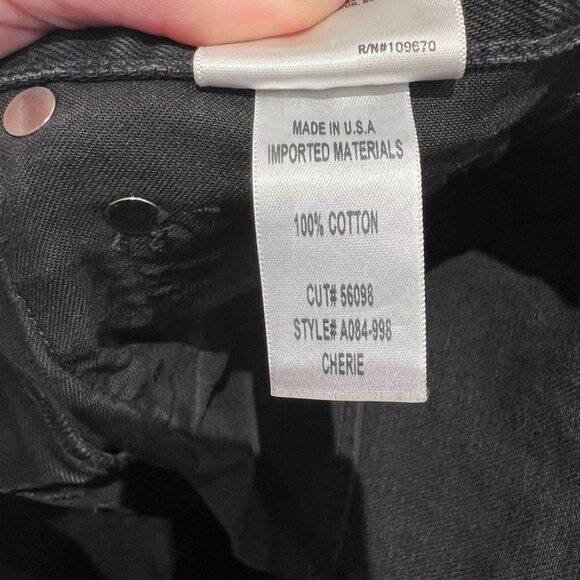 R/N#109670
MADE IN U.S.A
IMPORTED MATERIALS
100% COTTON
CUT# 56098
STYLE# A084-998
CHERIE